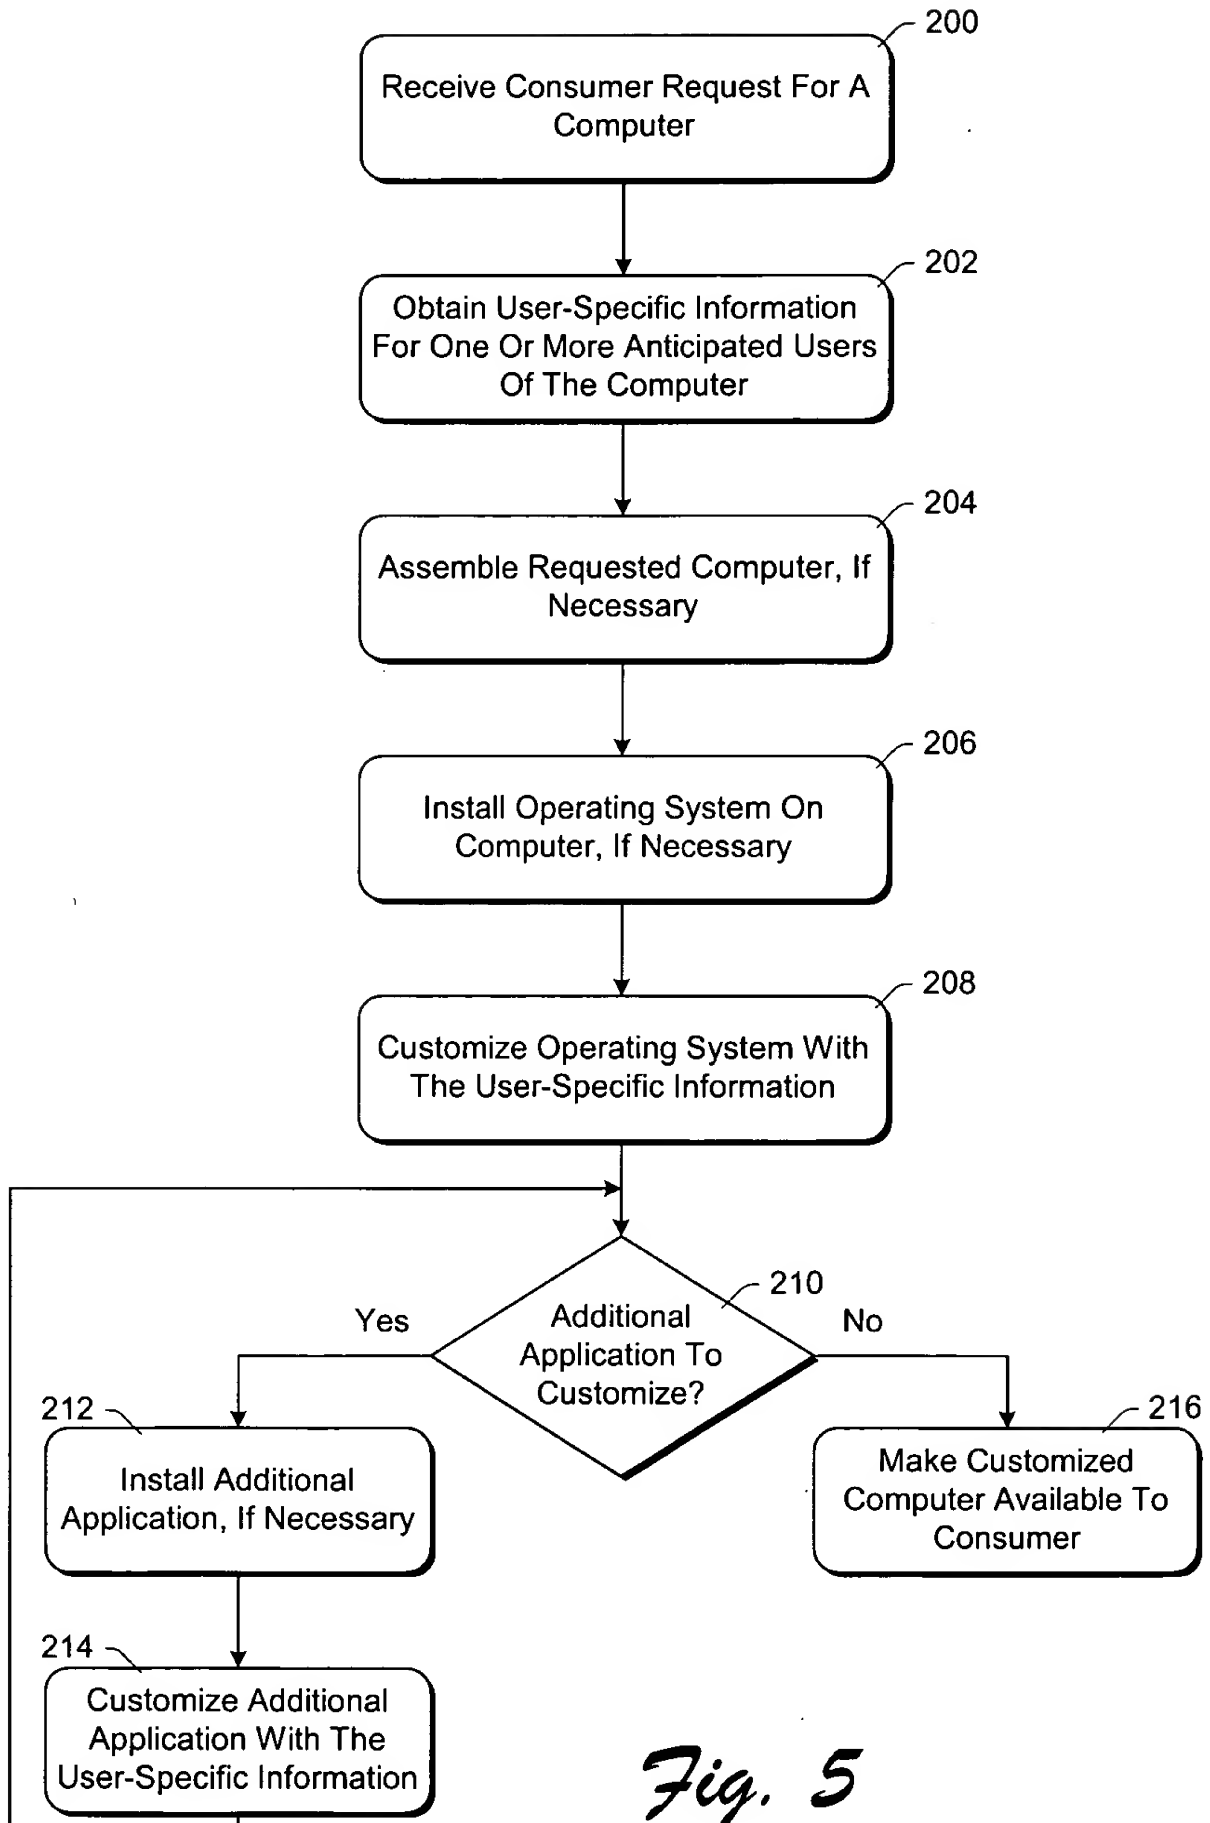 200
Receive Consumer Request For A
Computer
202
Obtain User-Specific Information
For One Or More Anticipated Users
Of The Computer
204
Assemble Requested Computer, If
Necessary
206
Install Operating System On
Computer, If Necessary
208
Customize Operating System With
The User-Specific Information
210
Yes
Additional
Application To
Customize?
No
212
Install Additional
Application, If Necessary
216
Make Customized
Computer Available To
Consumer
214
Customize Additional
Application With The
User-Specific Information
Fig. 5